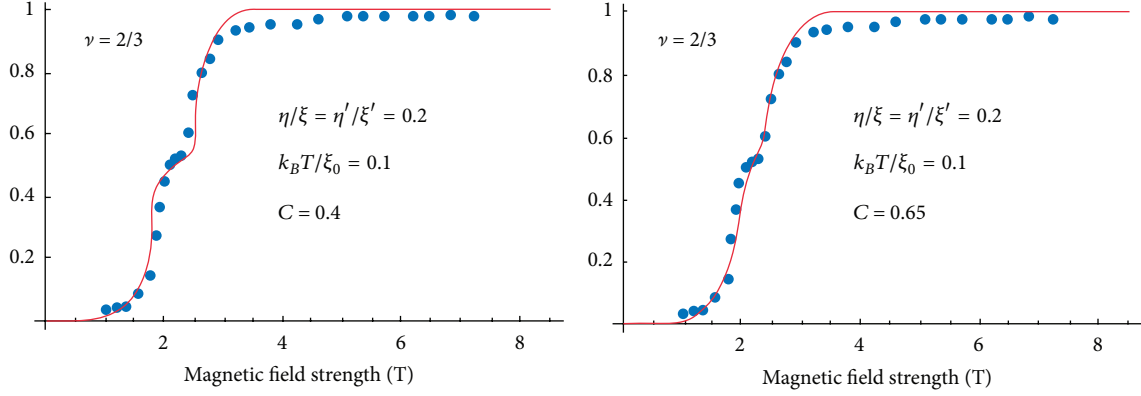 1
0.8
0.6
0.4
0.2
ν = 2/3
η/ξ = η′/ξ′ = 0.2
k_BT/ξ_0 = 0.1
C = 0.4
2 4 6 8
Magnetic field strength (T)
1
0.8
0.6
0.4
0.2
ν = 2/3
η/ξ = η′/ξ′ = 0.2
k_BT/ξ_0 = 0.1
C = 0.65
2 4 6 8
Magnetic field strength (T)